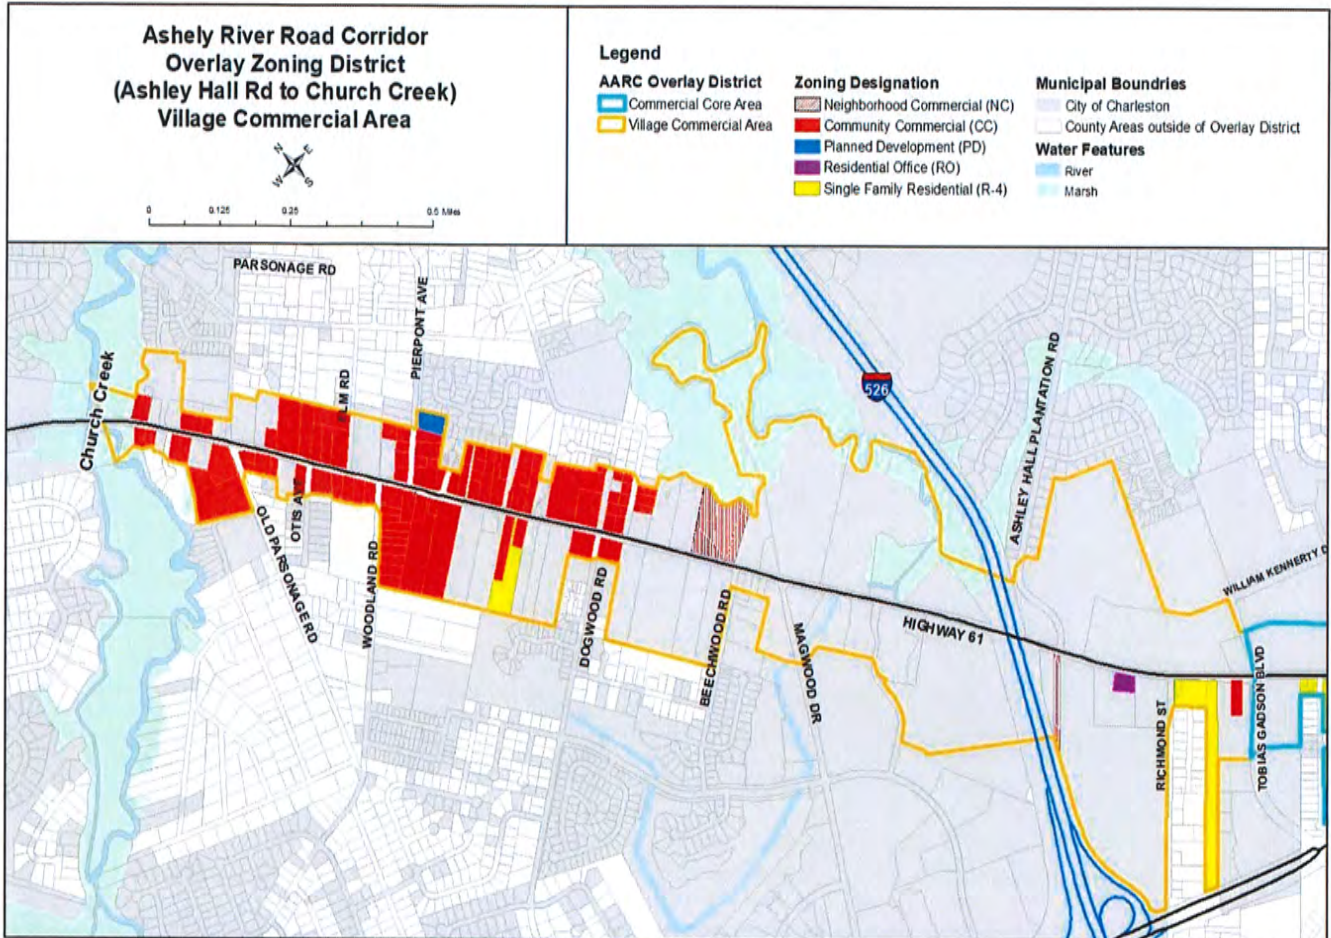 Ashely River Road Corridor
Overlay Zoning District
(Ashley Hall Rd to Church Creek)
Village Commercial Area
N
E
W
S
0
0.125
0.25
0.5 Miles
Legend
AARC Overlay District
Commercial Core Area
Village Commercial Area
Zoning Designation
Neighborhood Commercial (NC)
Community Commercial (CC)
Planned Development (PD)
Residential Office (RO)
Single Family Residential (R-4)
Municipal Boundries
City of Charleston
County Areas outside of Overlay District
Water Features
River
Marsh
PARSONAGE RD
PIERPONT AVE
LM RD
Church Creek
526
ASHLEY HALL PLANTATION RD
OTIS AVE
OLD PARSONAGE RD
WOODLAND RD
DOGWOOD RD
BEECHWOOD RD
MAGWOOD DR
HIGHWAY 61
WILLIAM KENNERTY D
RICHMOND ST
TOBIAS GADSON BLVD